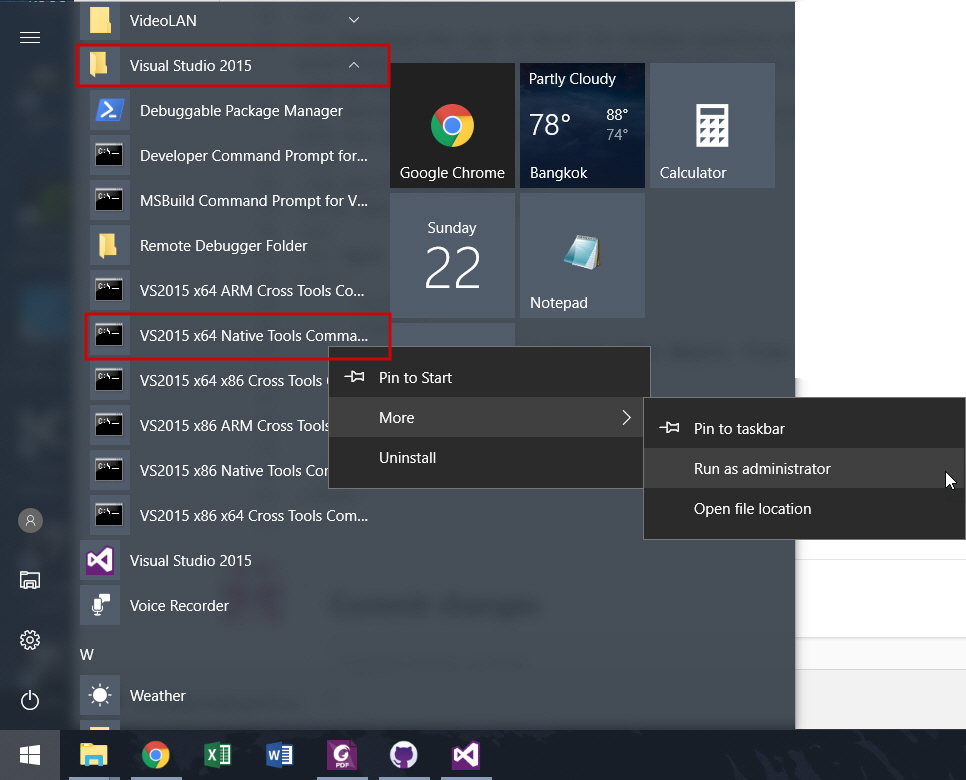 VideoLAN
Visual Studio 2015
Debuggable Package Manager
Developer Command Prompt for...
MSBuild Command Prompt for V...
Remote Debugger Folder
VS2015 x64 ARM Cross Tools Co...
VS2015 x64 Native Tools Comma...
VS2015 x64 x86 Cross Tools
VS2015 x86 ARM Cross Tools
VS2015 x86 Native Tools Cor
VS2015 x86 x64 Cross Tools Com...
Visual Studio 2015
Voice Recorder
W
Weather
Google Chrome
Partly Cloudy
78°
88°
74°
Bangkok
Calculator
Sunday
22
Notepad
Pin to Start
More
Uninstall
Pin to taskbar
Run as administrator
Open file location
Commit changes
PDF